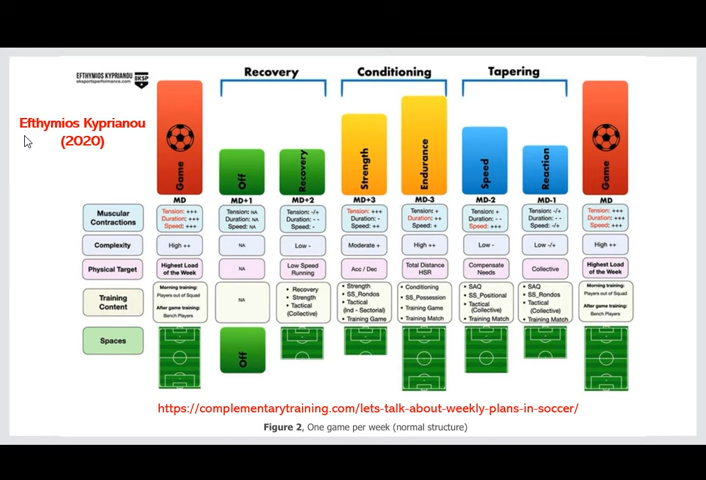 EFTHYMIOS KYPRIANOU
eksportsperformance.com
EKSP
Recovery
Conditioning
Tapering
Efthymios Kyprianou
(2020)
Game
Off
Recovery
Strength
Endurance
Speed
Reaction
Game
MD
MD+1
MD+2
MD+3
MD-3
MD-2
MD-1
MD
Muscular
Contractions
Tension: +++
Duration: +++
Speed: +++
Tension: NA
Duration: NA
Speed: NA
Tension: -/+
Duration: - -
Speed: -
Tension: +++
Duration: - -
Speed: ++
Tension: +
Duration: ++
Speed: +
Tension: +
Duration: - -
Speed: +++
Tension: -/+
Duration: - -
Speed: -/+
Tension: +++
Duration: +++
Speed: +++
Complexity
High ++
NA
Low -
Moderate +
High ++
Low -
Low -/+
High ++
Physical Target
Highest Load
of the Week
NA
Low Speed
Running
Acc / Dec
Total Distance
HSR
Compensate
Needs
Collective
Highest Load
of the Week
Training
Content
Morning training:
Players out of Squad
After game training:
Bench Players
NA
• Recovery
• Strength
• Tactical
(Collective)
• Strength
• SS_Rondos
• Tactical
(Ind - Sectorial)
• Training Game
• Conditioning
• SS_Possession
• Training Game
• Training Match
• SAQ
• SS_Positional
• Tactical
(Collective)
• Training Match
• SAQ
• SS_Rondos
• Tactical
(Collective)
• Training Match
Morning training:
Players out of Squad
After game training:
Bench Players
Spaces
Off
https://complementarytraining.com/lets-talk-about-weekly-plans-in-soccer/
Figure 2, One game per week (normal structure)